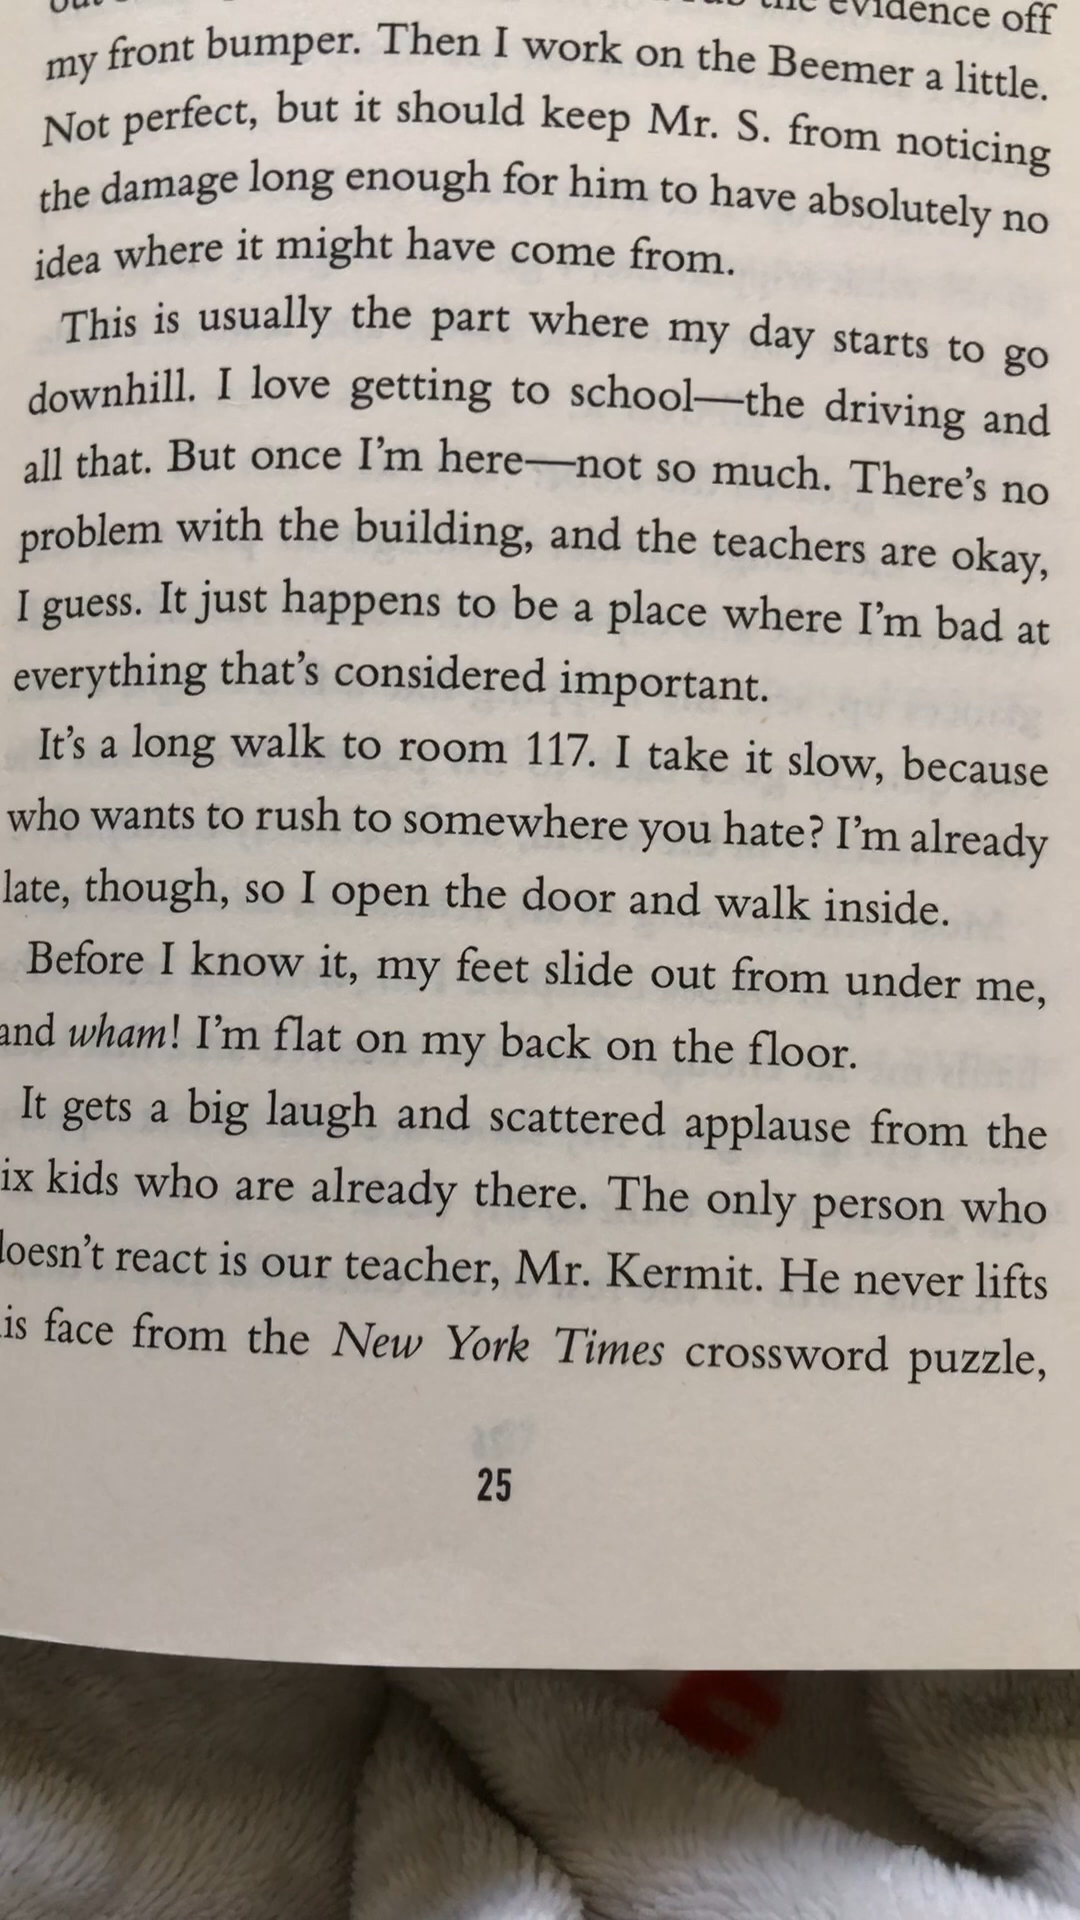 the evidence off
my front bumper. Then I work on the Beemer a little.
Not perfect, but it should keep Mr. S. from noticing
the damage long enough for him to have absolutely no
idea where it might have come from.
This is usually the part where my day starts to go
downhill. I love getting to school—the driving and
all that. But once I'm here—not so much. There's no
problem with the building, and the teachers are okay,
I guess. It just happens to be a place where I'm bad at
everything that's considered important.
It's a long walk to room 117. I take it slow, because
who wants to rush to somewhere you hate? I'm already
late, though, so I open the door and walk inside.
Before I know it, my feet slide out from under me,
and wham! I'm flat on my back on the floor.
It gets a big laugh and scattered applause from the
ix kids who are already there. The only person who
oesn't react is our teacher, Mr. Kermit. He never lifts
is face from the New York Times crossword puzzle,
25